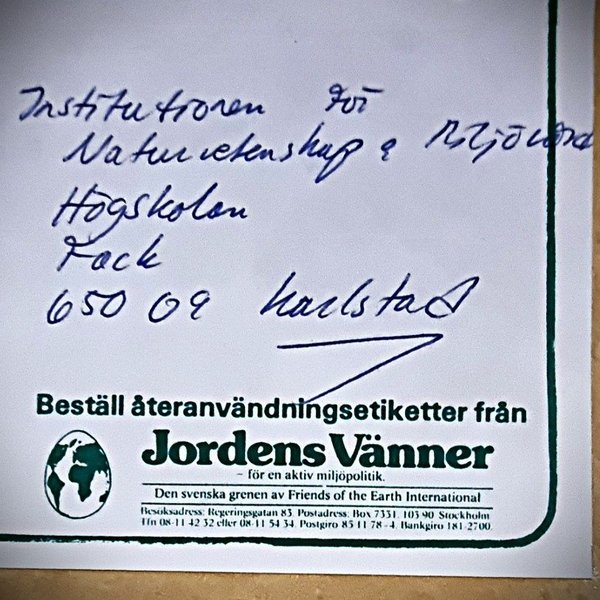 Institutionen för
Naturvetenskap & Miljövård
Högskolan
Fack
650 09 Karlstad
Beställ återanvändningsetiketter från
Jordens Vänner
– för en aktiv miljöpolitik.
Den svenska grenen av Friends of the Earth International
Besöksadress: Regeringsgatan 83. Postadress: Box 7331, 103 90 Stockholm
Tfn 08-11 42 32 eller 08-11 54 34. Postgiro 85 11 78-4. Bankgiro 181-2700.